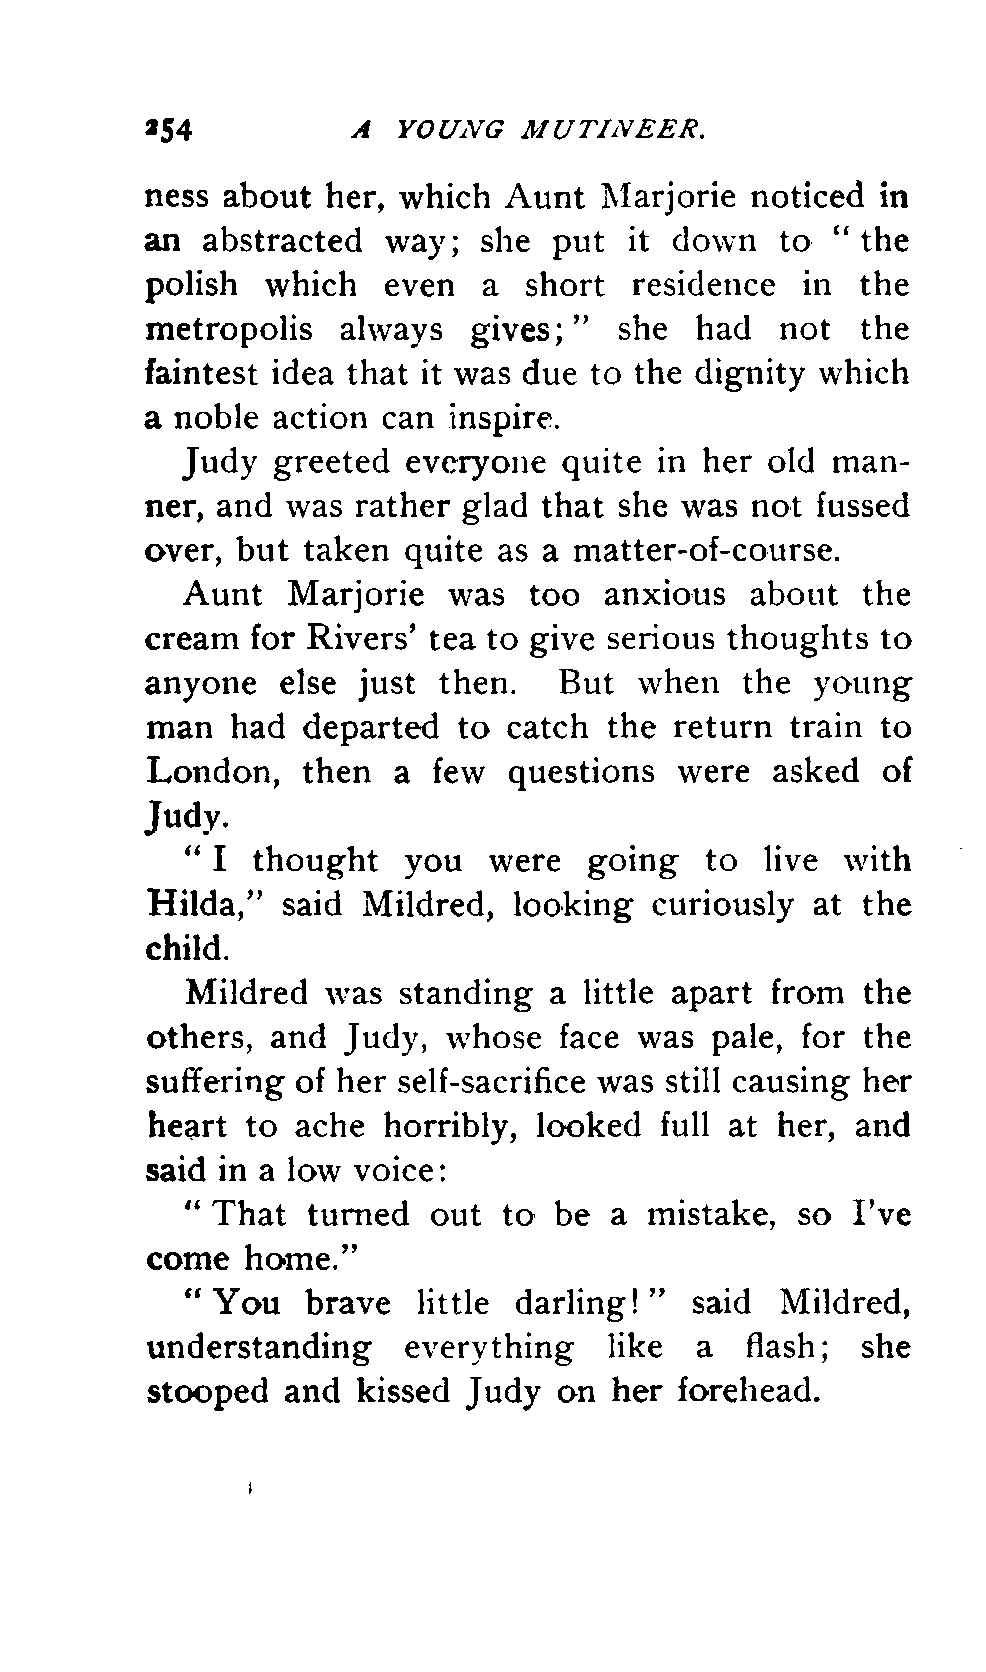 254 A YOUNG MUTINEER.
ness about her, which Aunt Marjorie noticed in
an abstracted way; she put it down to " the
polish which even a short residence in the
metropolis always gives; " she had not the
faintest idea that it was due to the dignity which
a noble action can inspire.
Judy greeted everyone quite in her old man-
ner, and was rather glad that she was not fussed
over, but taken quite as a matter-of-course.
Aunt Marjorie was too anxious about the
cream for Rivers' tea to give serious thoughts to
anyone else just then. But when the young
man had departed to catch the return train to
London, then a few questions were asked of
Judy.
" I thought you were going to live with
Hilda," said Mildred, looking curiously at the
child.
Mildred was standing a little apart from the
others, and Judy, whose face was pale, for the
suffering of her self-sacrifice was still causing her
heart to ache horribly, looked full at her, and
said in a low voice:
" That turned out to be a mistake, so I've
come home."
" You brave little darling! " said Mildred,
understanding everything like a flash; she
stooped and kissed Judy on her forehead.